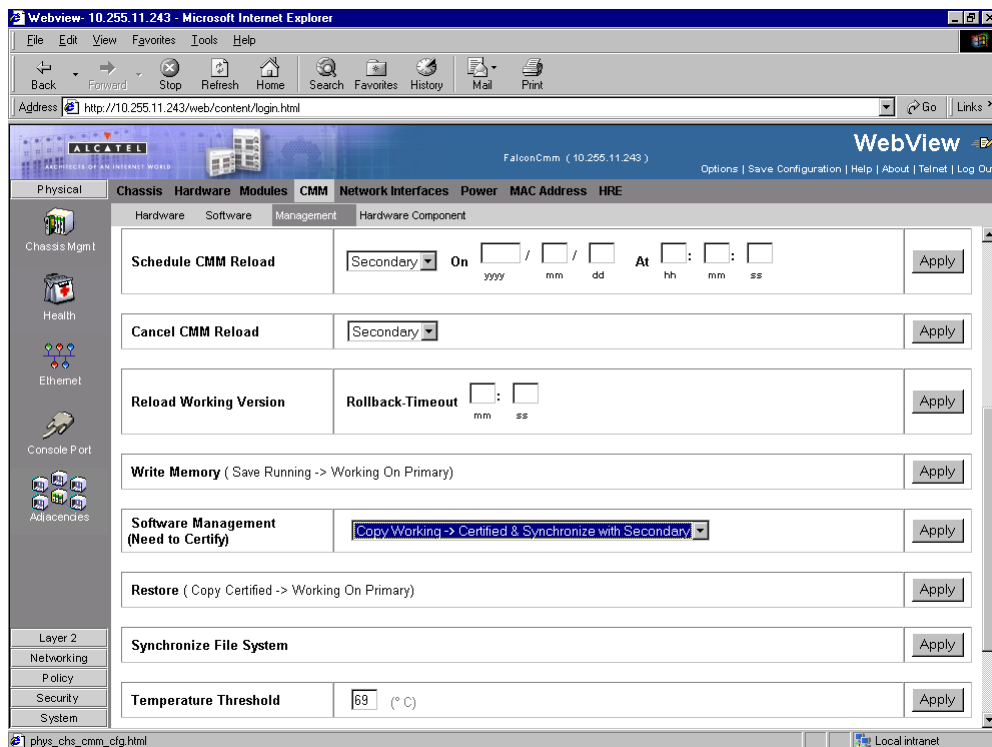 Webview- 10.255.11.243 - Microsoft Internet Explorer
File Edit View Favorites Tools Help
Back Forward Stop Refresh Home Search Favorites History Mail Print
Address http://10.255.11.243/web/content/login.html Go Links
ALCATEL
ARCHITECTS OF AN INTERNET WORLD
FalconCmm ( 10.255.11.243 )
WebView
Options | Save Configuration | Help | About | Telnet | Log Out
Physical
Chassis Hardware Modules CMM Network Interfaces Power MAC Address HRE
Hardware Software Management Hardware Component
Chassis Mgmt
Health
Ethernet
Console Port
Adjacencies
Schedule CMM Reload Secondary On / / At : : Apply
yyyy mm dd hh mm ss
Cancel CMM Reload Secondary Apply
Reload Working Version Rollback-Timeout : Apply
mm ss
Write Memory ( Save Running -> Working On Primary) Apply
Software Management
(Need to Certify)
Copy Working -> Certified & Synchronize with Secondary Apply
Restore ( Copy Certified -> Working On Primary) Apply
Synchronize File System Apply
Temperature Threshold 69 (° C) Apply
Layer 2
Networking
Policy
Security
System
phys_chs_cmm_cfg.html Local intranet